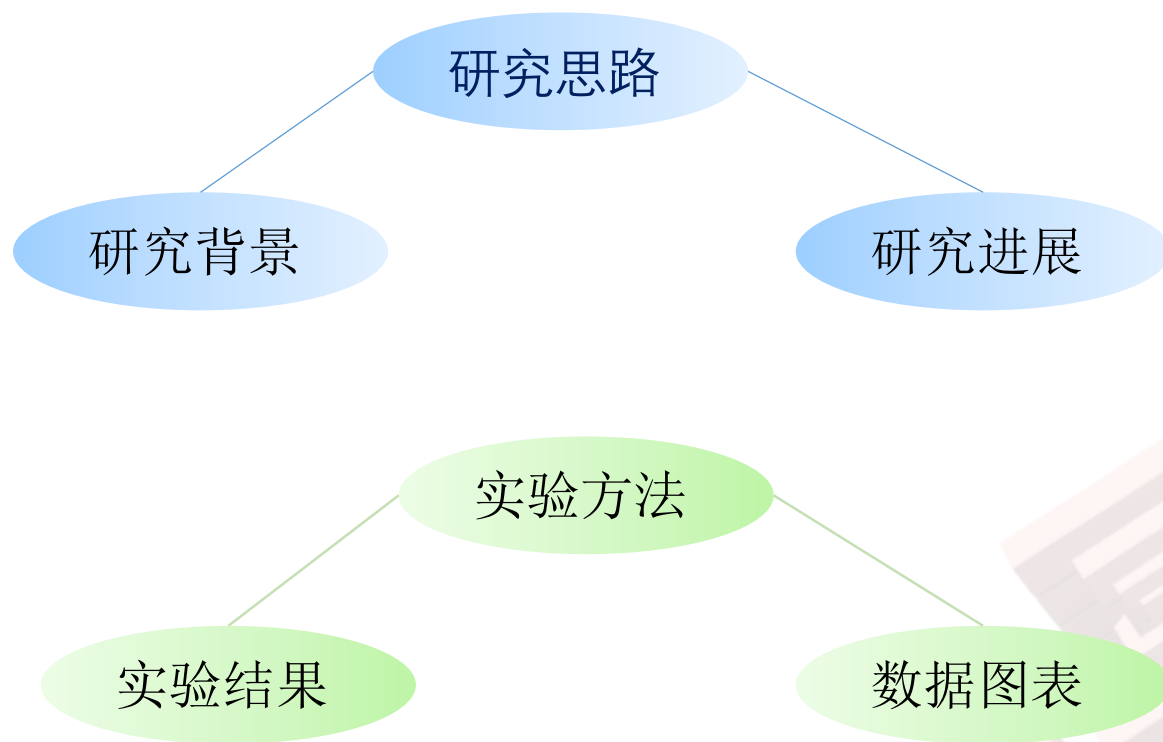 研究思路
研究背景
研究进展
实验方法
实验结果
数据图表